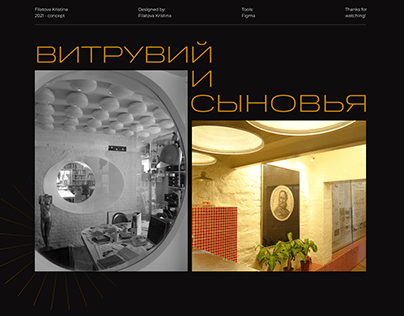 Filatova Kristina
2021 - concept
Designed by:
Filatova Kristina
Tools:
Figma
Thanks for
watching!
ВИТРУВИЙ
И
СЫНОВЬЯ